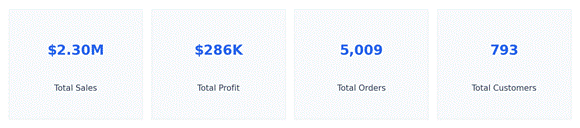 $2.30M
Total Sales
$286K
Total Profit
5,009
Total Orders
793
Total Customers